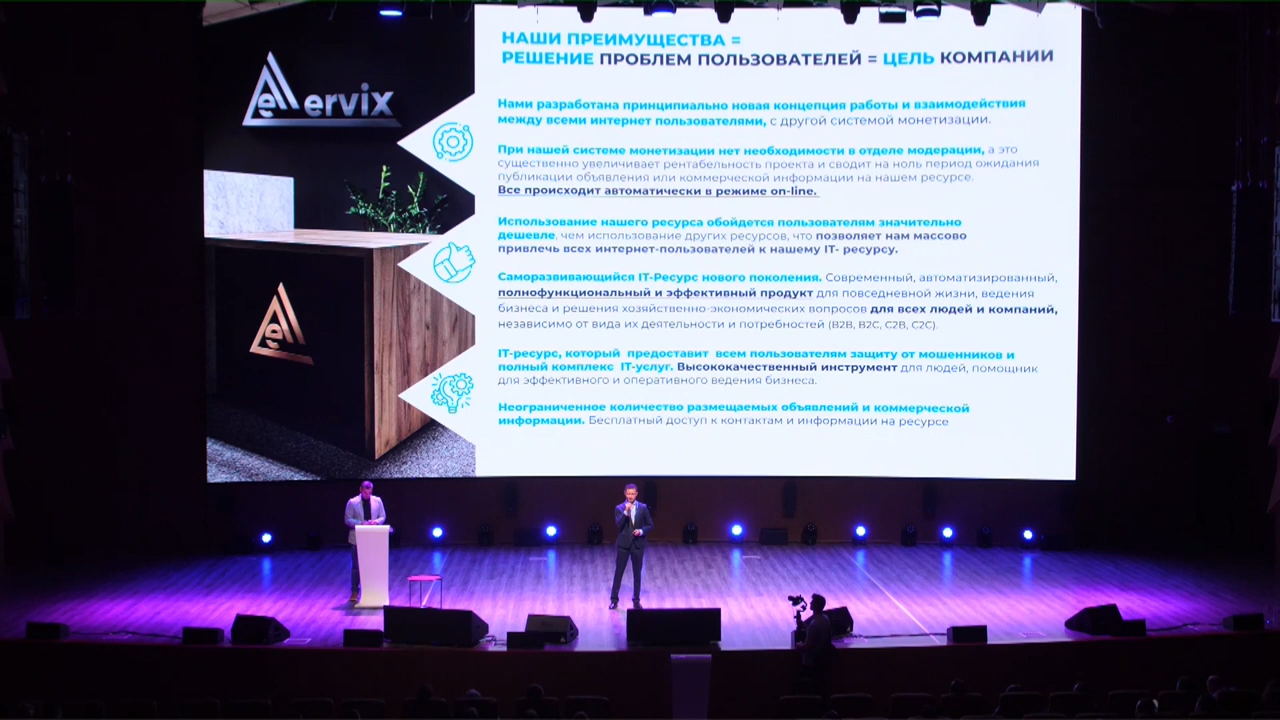 ervix
НАШИ ПРЕИМУЩЕСТВА =
РЕШЕНИЕ ПРОБЛЕМ ПОЛЬЗОВАТЕЛЕЙ = ЦЕЛЬ КОМПАНИИ
Нами разработана принципиально новая концепция работы и взаимодействия
между всеми интернет пользователями, с другой системой монетизации.
При нашей системе монетизации нет необходимости в отделе модерации, а это
существенно увеличивает рентабельность проекта и сводит на ноль период ожидания
публикации объявления или коммерческой информации на нашем ресурсе.
Все происходит автоматически в режиме on-line.
Использование нашего ресурса обойдется пользователям значительно
дешевле, чем использование других ресурсов, что позволяет нам массово
привлечь всех интернет-пользователей к нашему IT- ресурсу.
Саморазвивающийся IT-Ресурс нового поколения. Современный, автоматизированный,
полнофункциональный и эффективный продукт для повседневной жизни, ведения
бизнеса и решения хозяйственно-экономических вопросов для всех людей и компаний,
независимо от вида их деятельности и потребностей (B2B, B2C, C2B, C2C).
IT-ресурс, который предоставит всем пользователям защиту от мошенников и
полный комплекс IT-услуг. Высококачественный инструмент для людей, помощник
для эффективного и оперативного ведения бизнеса.
Неограниченное количество размещаемых объявлений и коммерческой
информации. Бесплатный доступ к контактам и информации на ресурсе